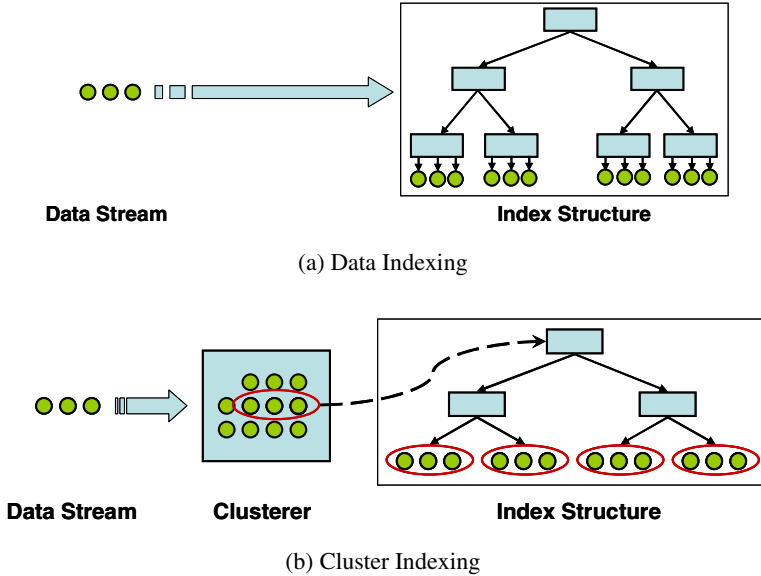 Data Stream
Index Structure
(a) Data Indexing
Data Stream
Clusterer
Index Structure
(b) Cluster Indexing